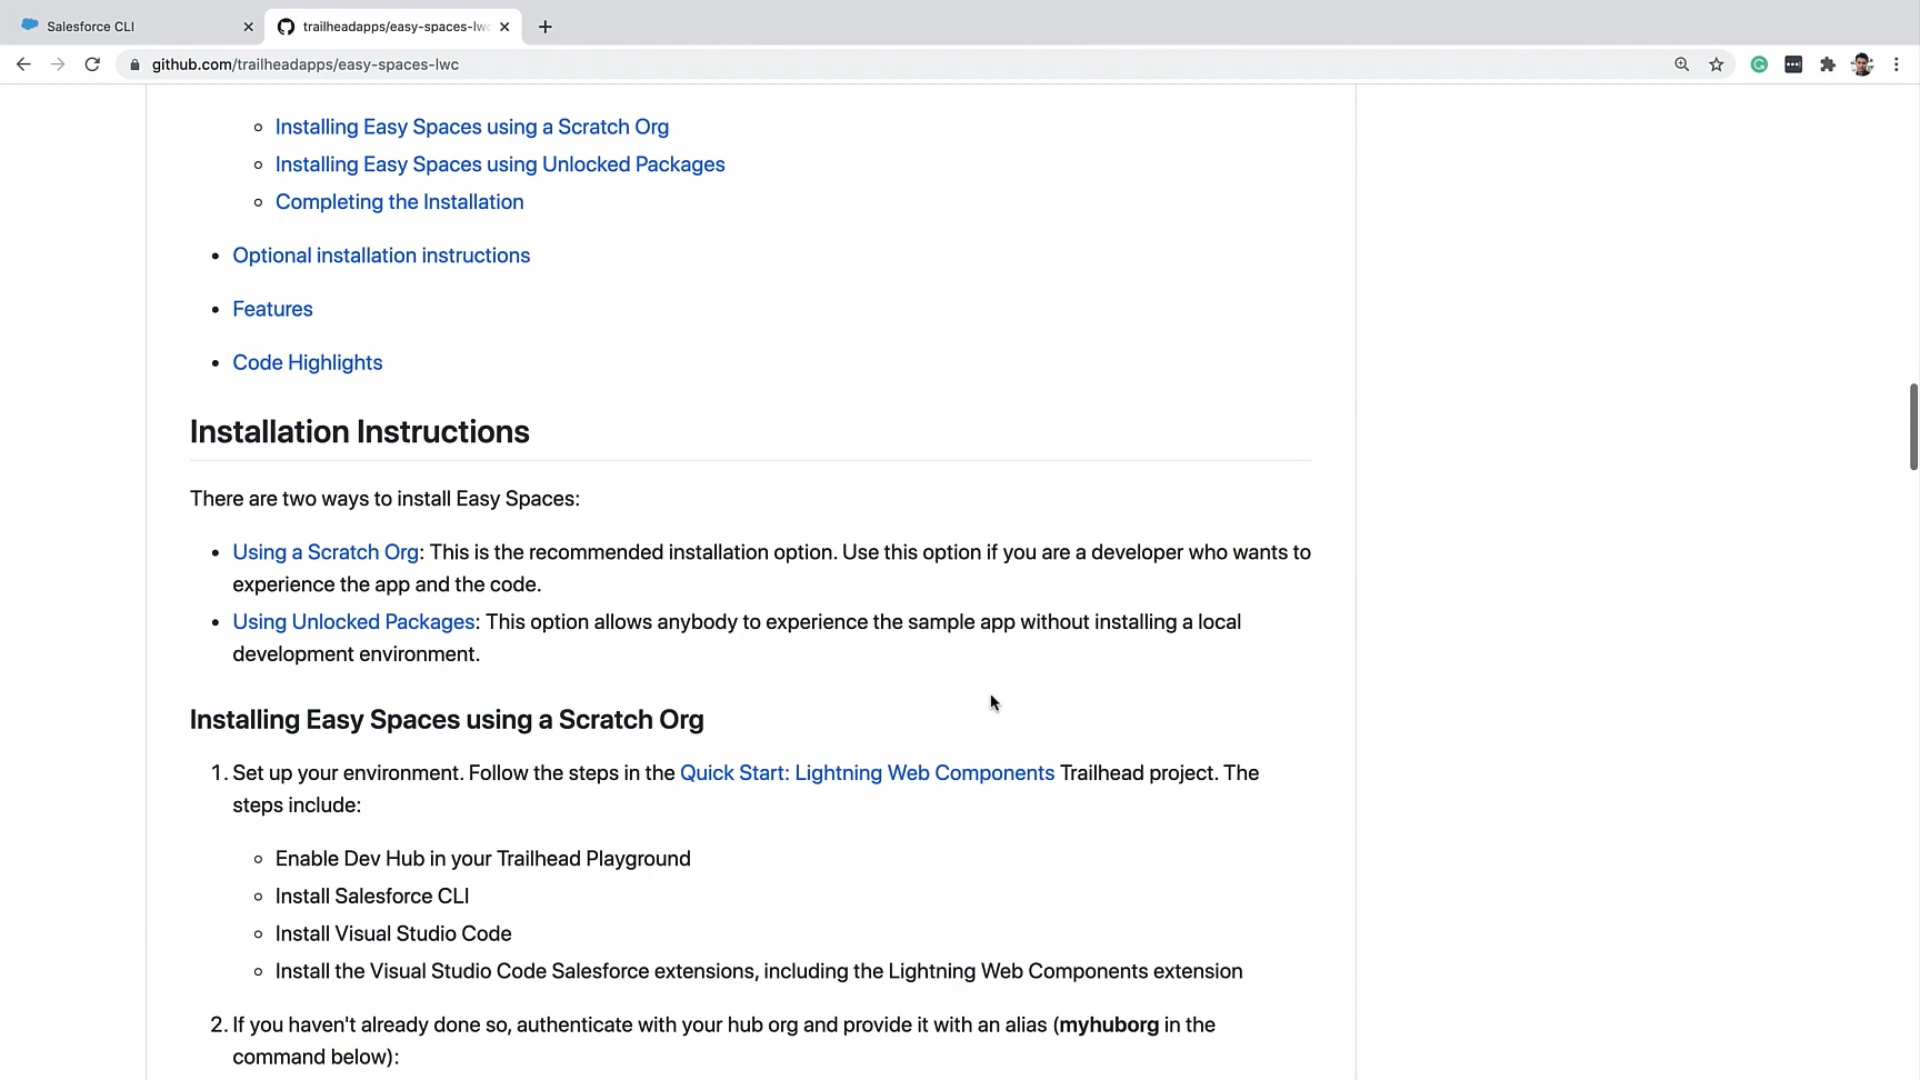 Salesforce CLI
trailheadapps/easy-spaces-lwc
github.com/trailheadapps/easy-spaces-lwc
Installing Easy Spaces using a Scratch Org
Installing Easy Spaces using Unlocked Packages
Completing the Installation
Optional installation instructions
Features
Code Highlights
Installation Instructions
There are two ways to install Easy Spaces:
Using a Scratch Org: This is the recommended installation option. Use this option if you are a developer who wants to
experience the app and the code.
Using Unlocked Packages: This option allows anybody to experience the sample app without installing a local
development environment.
Installing Easy Spaces using a Scratch Org
1. Set up your environment. Follow the steps in the Quick Start: Lightning Web Components Trailhead project. The
steps include:
Enable Dev Hub in your Trailhead Playground
Install Salesforce CLI
Install Visual Studio Code
Install the Visual Studio Code Salesforce extensions, including the Lightning Web Components extension
2. If you haven't already done so, authenticate with your hub org and provide it with an alias (myhuborg in the
command below):